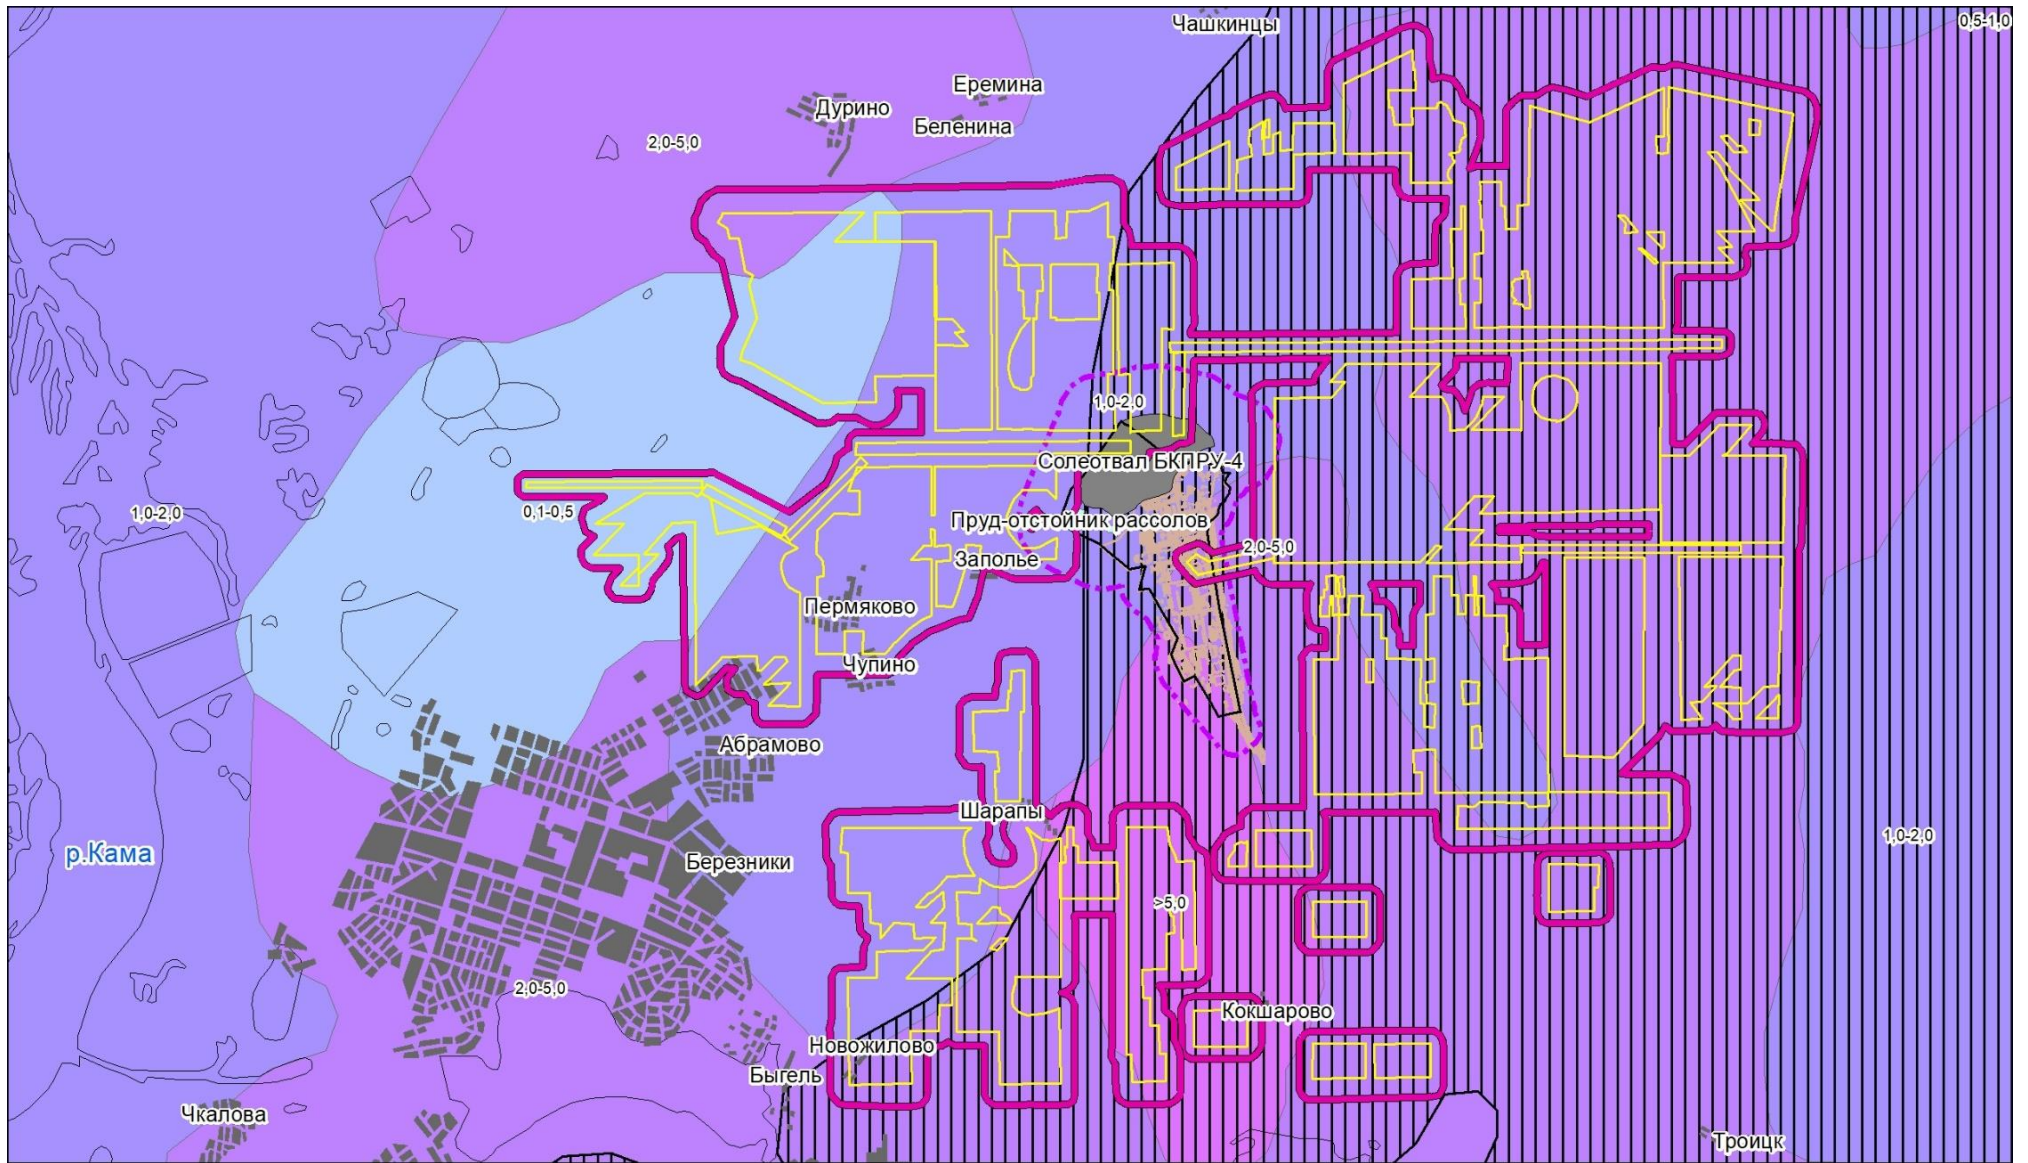 Чашкинцы
0,5-1,0
Еремина
Дурино
Беленина
2,0-5,0
1,0-2,0
Солеотвал БКПРУ-4
1,0-2,0
0,1-0,5
Пруд-отстойник рассолов
2,0-5,0
Заполье
Пермяково
Чупино
Абрамово
Шарапы
1,0-2,0
р.Кама
Березники
>5,0
2,0-5,0
Кокшарово
Новожилово
Быгель
Чкалова
Троицк